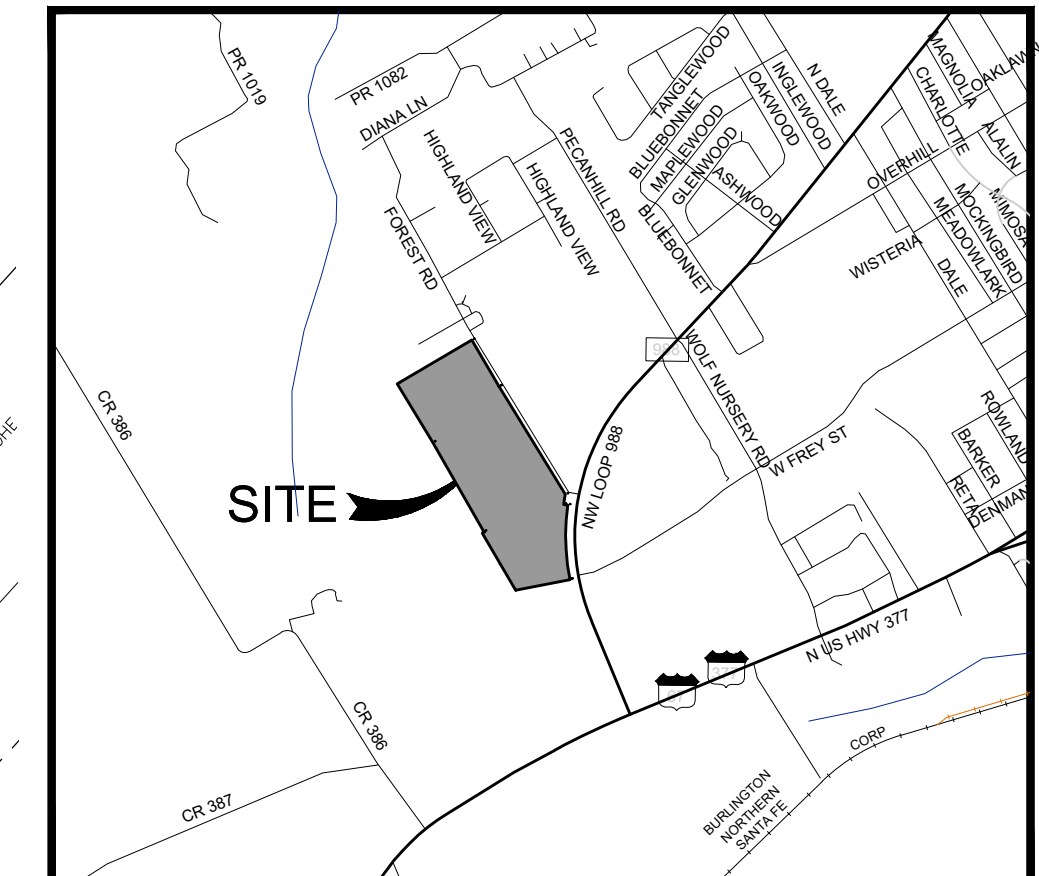 PR 1019
PR 1082
DIANA LN
HIGHLAND VIEW
HIGHLAND VIEW
FOREST RD
PECANHILL RD
TANGLEWOOD
BLUEBONNET
MAPLEWOOD
GLENWOOD
ASHWOOD
BLUEBONNET
OAKWOOD
INGLEWOOD
N DALE
MAGNOLIA
CHARLOTTE
OAKLAWN
ALALIN
OVERHILL
MIMOSA
MOCKINGBIRD
MEADOWLARK
WISTERIA
DALE
988
WOLF NURSERY RD
W FREY ST
NW LOOP 988
ROWLAND
BARKER
RETA
DENMAN
CR 386
SITE
N US HWY 377
377
67
CR 386
CR 387
CORP
BURLINGTON
NORTHERN
SANTA FE